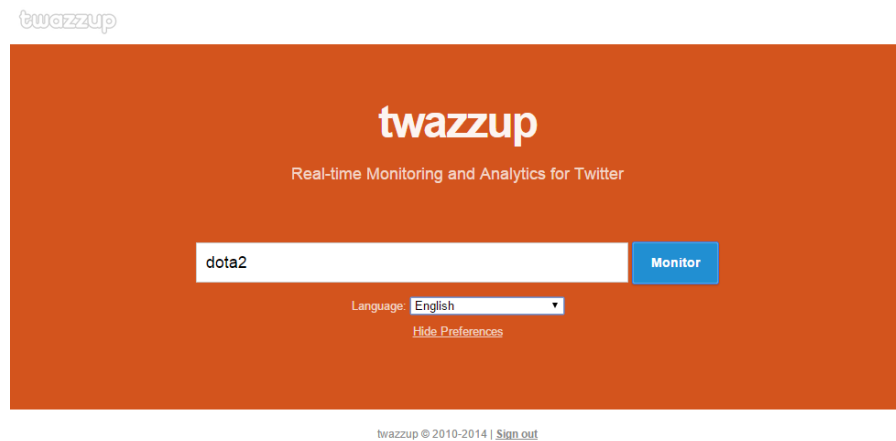 twazzup
twazzup
Real-time Monitoring and Analytics for Twitter
dota2 Monitor
Language: English
Hide Preferences
twazzup © 2010-2014 | Sign out